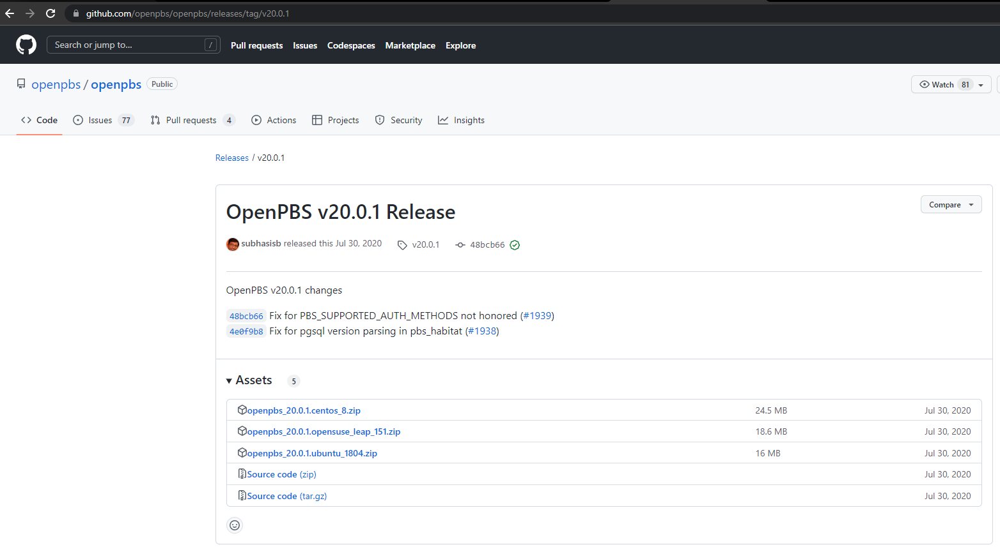 github.com/openpbs/openpbs/releases/tag/v20.0.1
Search or jump to... / Pull requests Issues Codespaces Marketplace Explore
openpbs / openpbs Public Watch 81
Code Issues 77 Pull requests 4 Actions Projects Security Insights
Releases / v20.0.1
OpenPBS v20.0.1 Release Compare
subhasisb released this Jul 30, 2020 v20.0.1 48bcb66
OpenPBS v20.0.1 changes
48bcb66 Fix for PBS_SUPPORTED_AUTH_METHODS not honored (#1939)
4e0f9b8 Fix for pgsql version parsing in pbs_habitat (#1938)
Assets 5
openpbs_20.0.1.centos_8.zip 24.5 MB Jul 30, 2020
openpbs_20.0.1.opensuse_leap_151.zip 18.6 MB Jul 30, 2020
openpbs_20.0.1.ubuntu_1804.zip 16 MB Jul 30, 2020
Source code (zip) Jul 30, 2020
Source code (tar.gz) Jul 30, 2020